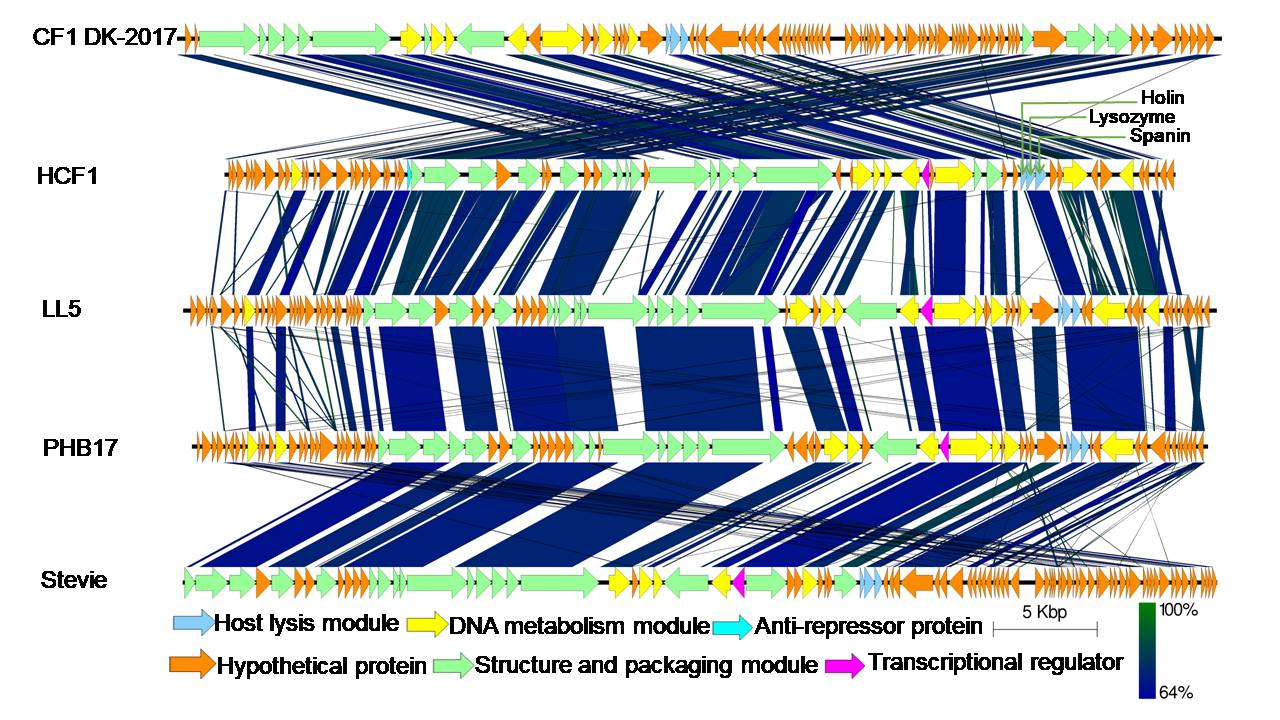 CF1 DK-2017
Holin
Lysozyme
Spanin
HCF1
LL5
PHB17
Stevie
Host lysis module DNA metabolism module Anti-repressor protein 5 Kbp 100%
Hypothetical protein Structure and packaging module Transcriptional regulator
64%